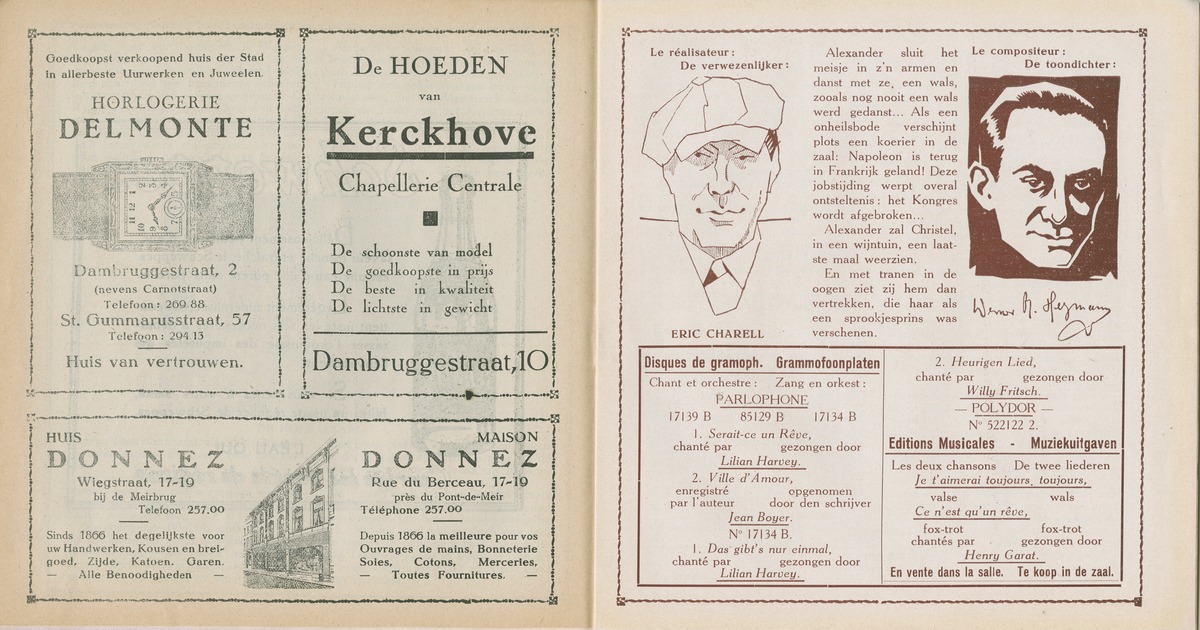 Goedkoopst verkoopend huis der Stad
in allerbeste Uurwerken en Juweelen.
HORLOGERIE
DELMONTE
Dambruggestraat, 2
(nevens Carnotstraat)
Telefoon: 269.88
St. Gummarusstraat, 57
Telefoon: 294.13
Huis van vertrouwen.
De HOEDEN
van
Kerckhove
Chapellerie Centrale
De schoonste van model
De goedkoopste in prijs
De beste in kwaliteit
De lichtste in gewicht
Dambruggestraat,10
HUIS
DONNEZ
Wiegstraat, 17-19
bij de Meirbrug
Telefoon 257.00
Sinds 1866 het degelijkste voor
uw Handwerken, Kousen en brei-
goed, Zijde, Katoen. Garen.
— Alle Benoodigheden —
MAISON
DONNEZ
Rue du Berceau, 17-19
près du Pont-de-Meir
Téléphone 257.00
Depuis 1866 la meilleure pour vos
Ouvrages de mains, Bonneterie
Soies, Cotons, Merceries,
— Toutes Fournitures. —
Le réalisateur:
De verwezenlijker:
ERIC CHARELL
Alexander sluit het
meisje in z'n armen en
danst met ze, een wals,
zooals nog nooit een wals
werd gedanst... Als een
onheilsbode verschijnt
plots een koerier in de
zaal: Napoleon is terug
in Frankrijk geland! Deze
jobstijding werpt overal
ontsteltenis: het Kongres
wordt afgebroken...
Alexander zal Christel,
in een wijntuin, een laat-
ste maal weerzien.
En met tranen in de
oogen ziet zij hem dan
vertrekken, die haar als
een sprookjesprins was
verschenen.
Le compositeur:
De toondichter:
Werner R. Heymann
Disques de gramoph. Grammofoonplaten
Chant et orchestre: Zang en orkest:
PARLOPHONE
17139 B 85129 B 17134 B
1. Serait-ce un Rêve,
chanté par gezongen door
Lilian Harvey.
2. Ville d'Amour,
enregistré opgenomen
par l'auteur door den schrijver
Jean Boyer.
N° 17134 B.
1. Das gibt's nur einmal,
chanté par gezongen door
Lilian Harvey.
2. Heurigen Lied,
chanté par gezongen door
Willy Fritsch.
— POLYDOR —
N° 522122 2.
Editions Musicales - Muziekuitgaven
Les deux chansons De twee liederen
Je t'aimerai toujours, toujours,
valse wals
Ce n'est qu'un rêve,
fox-trot fox-trot
chantés par gezongen door
Henry Garat.
En vente dans la salle. Te koop in de zaal.